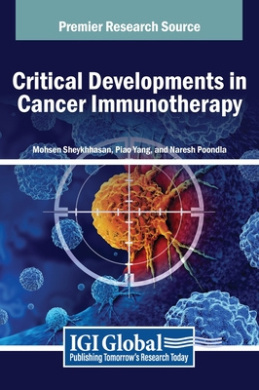 Premier Research Source
Critical Developments in
Cancer Immunotherapy
Mohsen Sheykhhasan, Piao Yang, and Naresh Poondla
IGI Global
Publishing Tomorrow's Research Today